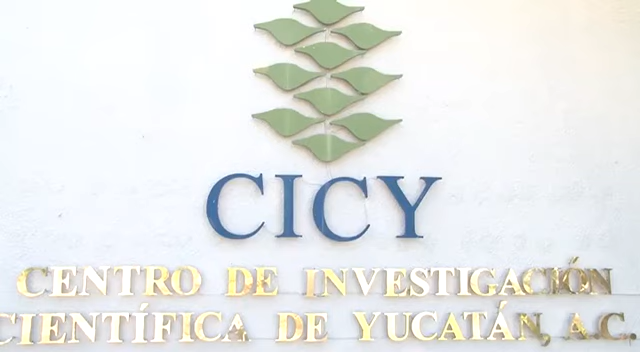 CICY
CENTRO DE INVESTIGACIÓN
CIENTÍFICA DE YUCATÁN, A.C.